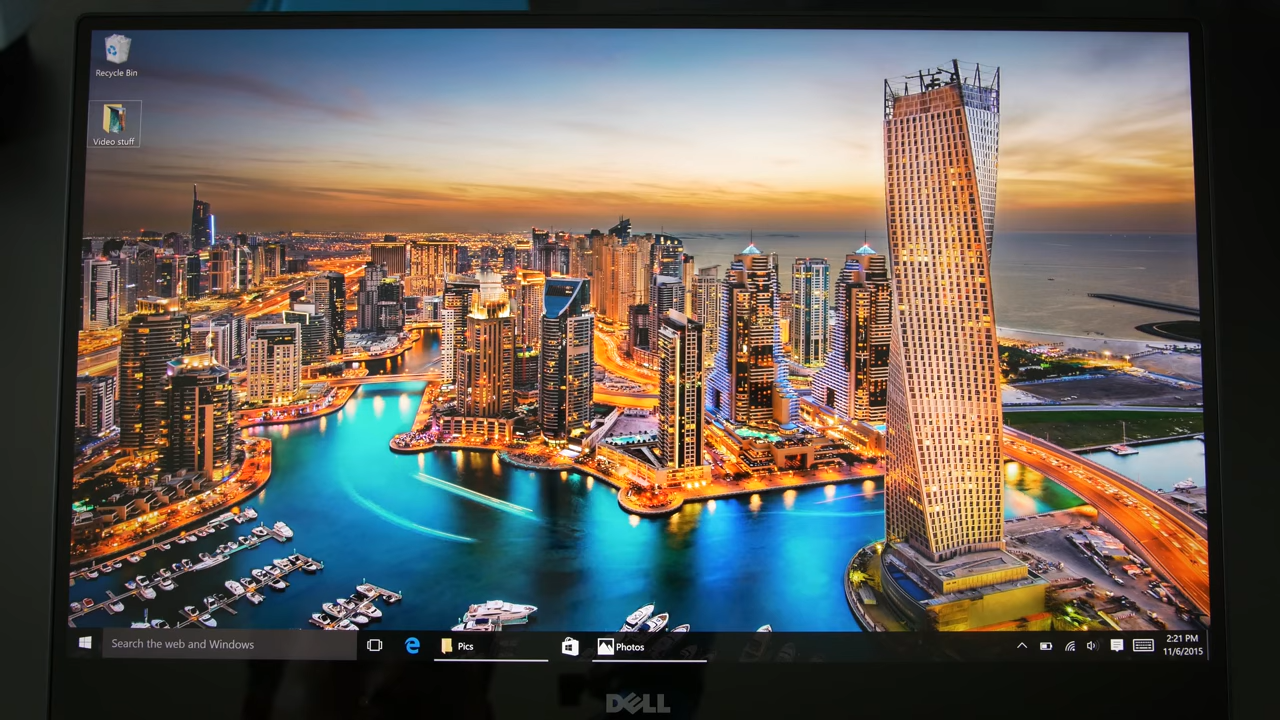 Recycle Bin
Video stuff
Search the web and Windows
Pics
Photos
2:21 PM
11/6/2015
DELL